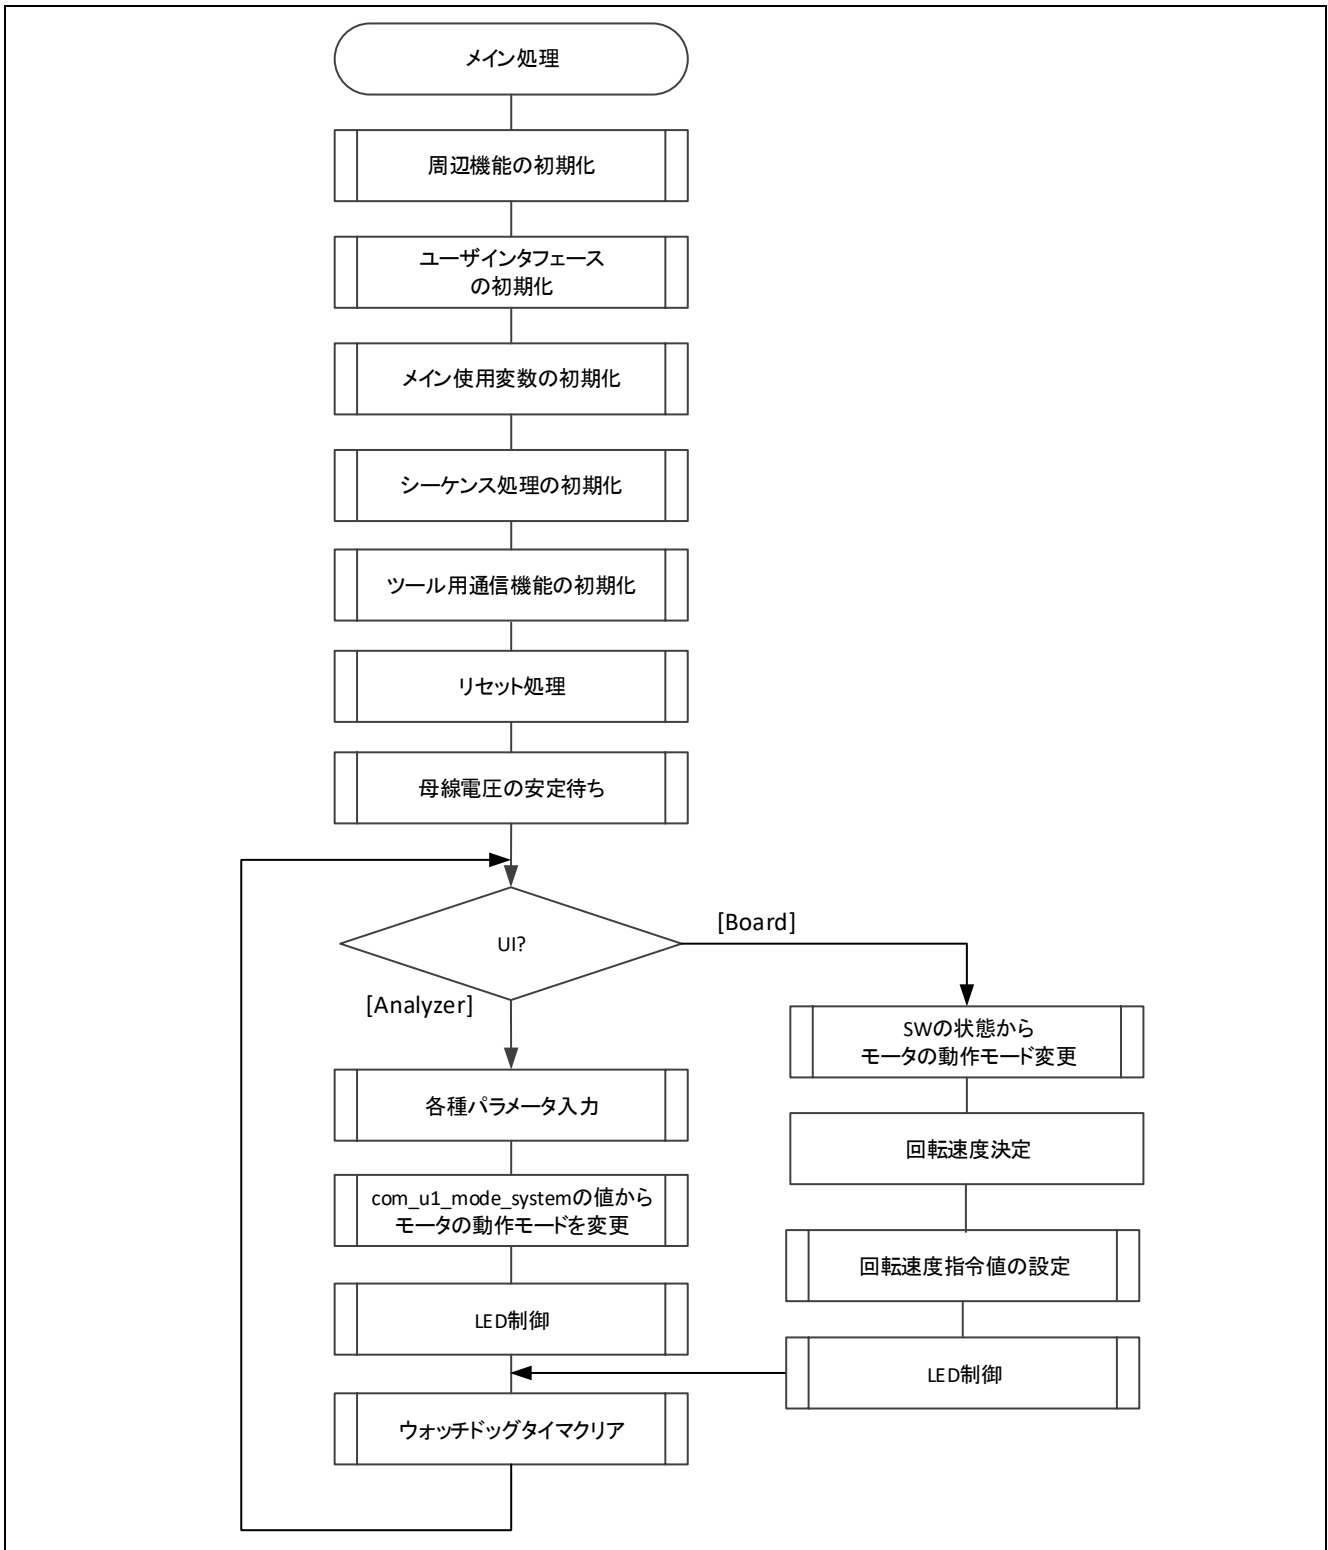 メイン処理
周辺機能の初期化
ユーザインタフェース
の初期化
メイン使用変数の初期化
シーケンス処理の初期化
ツール用通信機能の初期化
リセット処理
母線電圧の安定待ち
UI?
[Board]
[Analyzer]
SWの状態から
モータの動作モード変更
回転速度決定
回転速度指令値の設定
LED制御
各種パラメータ入力
com_u1_mode_systemの値から
モータの動作モードを変更
LED制御
ウォッチドッグタイマクリア